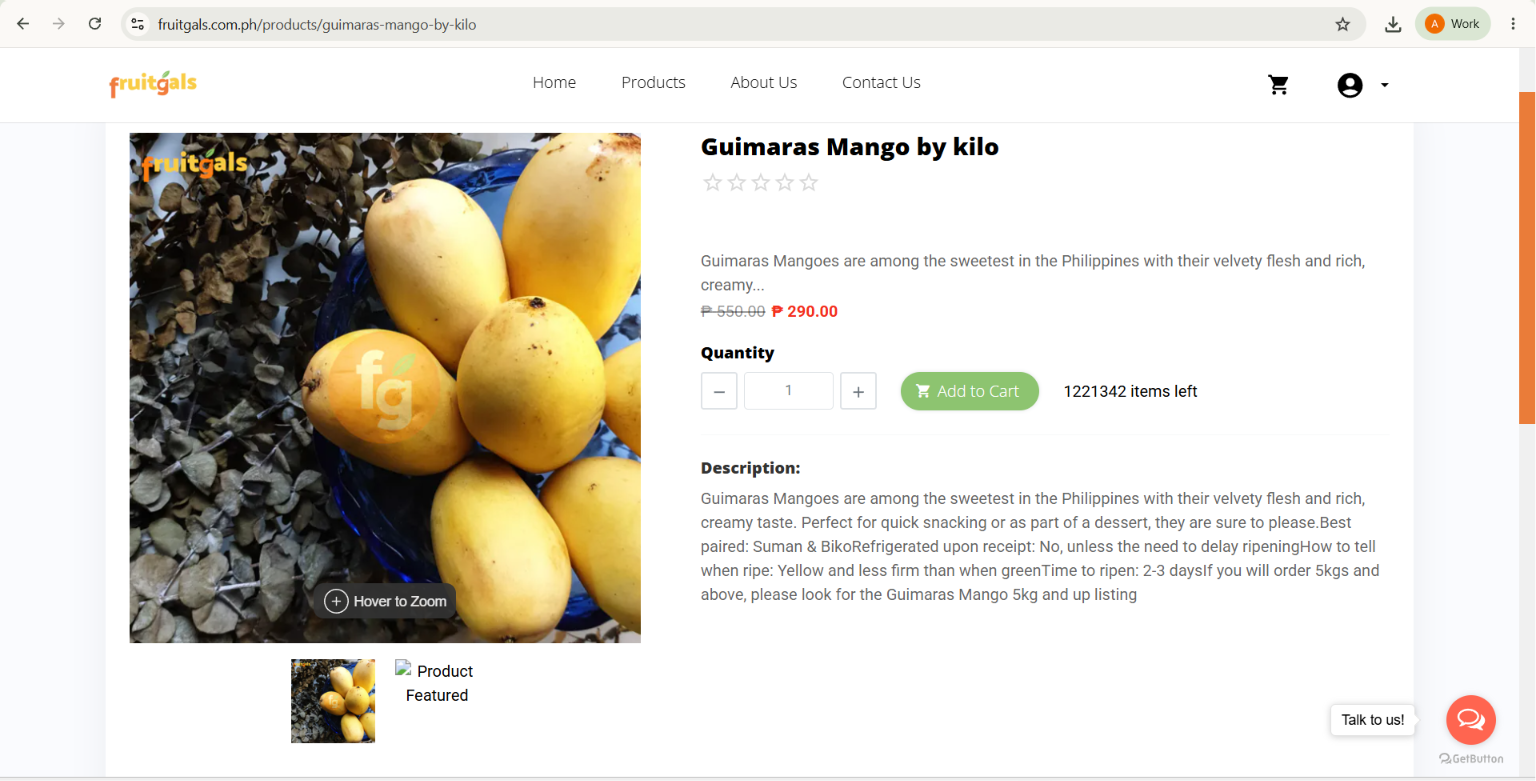 fruitgals.com.ph/products/guimaras-mango-by-kilo
A Work
fruitgals
Home Products About Us Contact Us
fruitgals
fg
Hover to Zoom
Product
Featured
Guimaras Mango by kilo
Guimaras Mangoes are among the sweetest in the Philippines with their velvety flesh and rich,
creamy...
₱ 550.00 ₱ 290.00
Quantity
− 1 + Add to Cart 1221342 items left
Description:
Guimaras Mangoes are among the sweetest in the Philippines with their velvety flesh and rich,
creamy taste. Perfect for quick snacking or as part of a dessert, they are sure to please.Best
paired: Suman & BikoRefrigerated upon receipt: No, unless the need to delay ripeningHow to tell
when ripe: Yellow and less firm than when greenTime to ripen: 2-3 daysIf you will order 5kgs and
above, please look for the Guimaras Mango 5kg and up listing
Talk to us!
GetButton